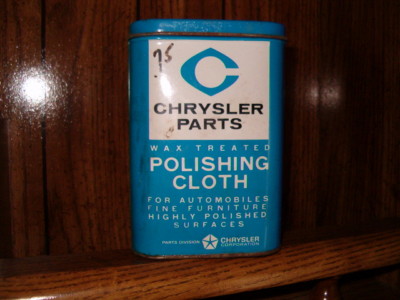 75
CHRYSLER
PARTS
WAX TREATED
POLISHING
CLOTH
FOR AUTOMOBILES
FINE FURNITURE
HIGHLY POLISHED
SURFACES
PARTS DIVISION CHRYSLER
CORPORATION